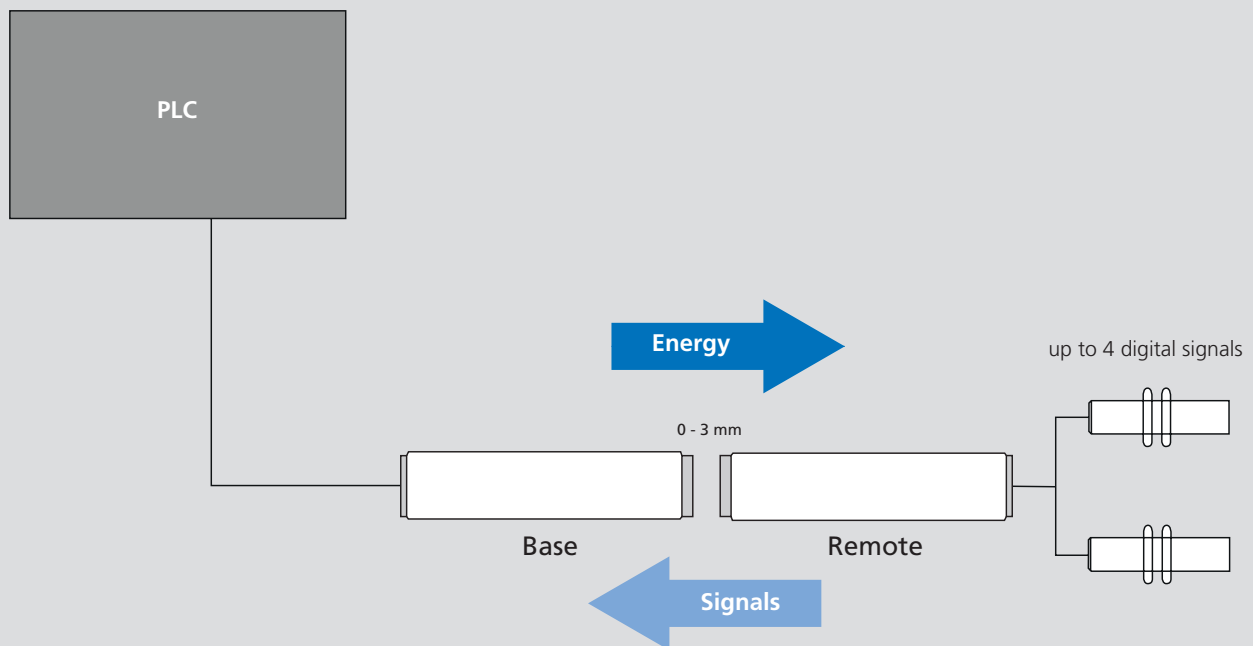 PLC
Energy
up to 4 digital signals
0 - 3 mm
Base
Remote
Signals